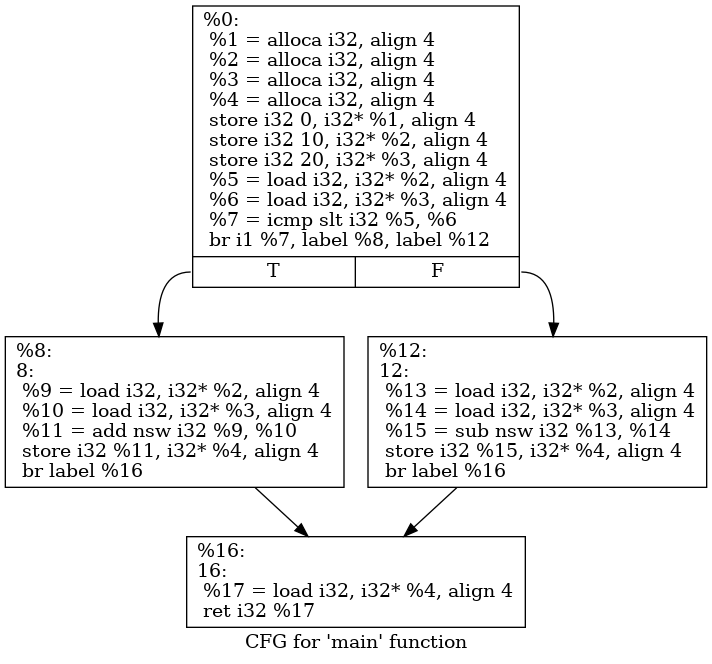 %0:
%1 = alloca i32, align 4
%2 = alloca i32, align 4
%3 = alloca i32, align 4
%4 = alloca i32, align 4
store i32 0, i32* %1, align 4
store i32 10, i32* %2, align 4
store i32 20, i32* %3, align 4
%5 = load i32, i32* %2, align 4
%6 = load i32, i32* %3, align 4
%7 = icmp slt i32 %5, %6
br i1 %7, label %8, label %12
T
F
%8:
8:
%9 = load i32, i32* %2, align 4
%10 = load i32, i32* %3, align 4
%11 = add nsw i32 %9, %10
store i32 %11, i32* %4, align 4
br label %16
%12:
12:
%13 = load i32, i32* %2, align 4
%14 = load i32, i32* %3, align 4
%15 = sub nsw i32 %13, %14
store i32 %15, i32* %4, align 4
br label %16
%16:
16:
%17 = load i32, i32* %4, align 4
ret i32 %17
CFG for 'main' function